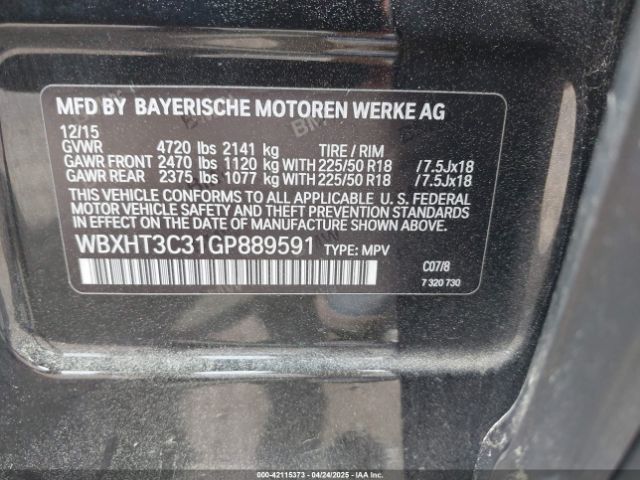 MFD BY BAYERISCHE MOTOREN WERKE AG
12/15
GVWR 4720 lbs 2141 kg TIRE / RIM
GAWR FRONT 2470 lbs 1120 kg WITH 225/50 R18 /7.5Jx18
GAWR REAR 2375 lbs 1077 kg WITH 225/50 R18 /7.5Jx18
THIS VEHICLE CONFORMS TO ALL APPLICABLE U. S. FEDERAL
MOTOR VEHICLE SAFETY AND THEFT PREVENTION STANDARDS
IN EFFECT ON THE DATE OF MANUFACTURE SHOWN ABOVE.
WBXHT3C31GP889591 TYPE: MPV
C07/8
7 320 730
000-42115373 - 04/24/2025 - IAAI.COM